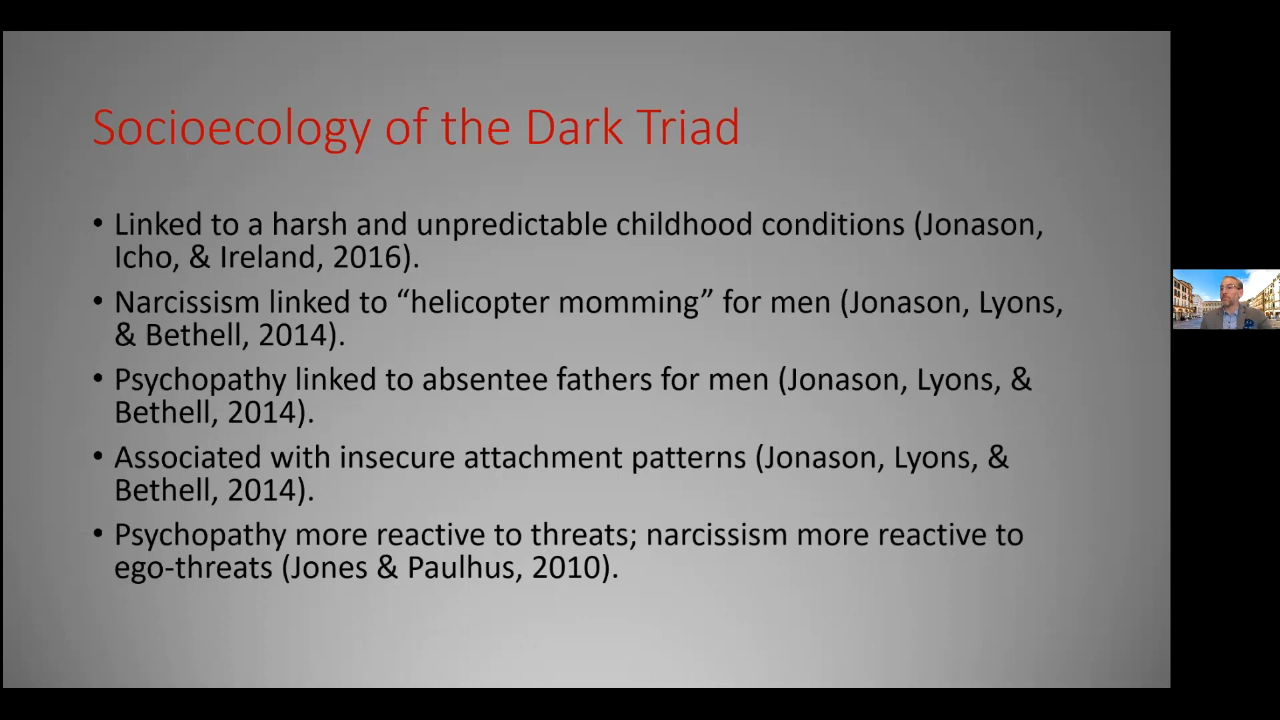 Socioecology of the Dark Triad
• Linked to a harsh and unpredictable childhood conditions (Jonason,
Icho, & Ireland, 2016).
• Narcissism linked to “helicopter momming” for men (Jonason, Lyons,
& Bethell, 2014).
• Psychopathy linked to absentee fathers for men (Jonason, Lyons, &
Bethell, 2014).
• Associated with insecure attachment patterns (Jonason, Lyons, &
Bethell, 2014).
• Psychopathy more reactive to threats; narcissism more reactive to
ego-threats (Jones & Paulhus, 2010).